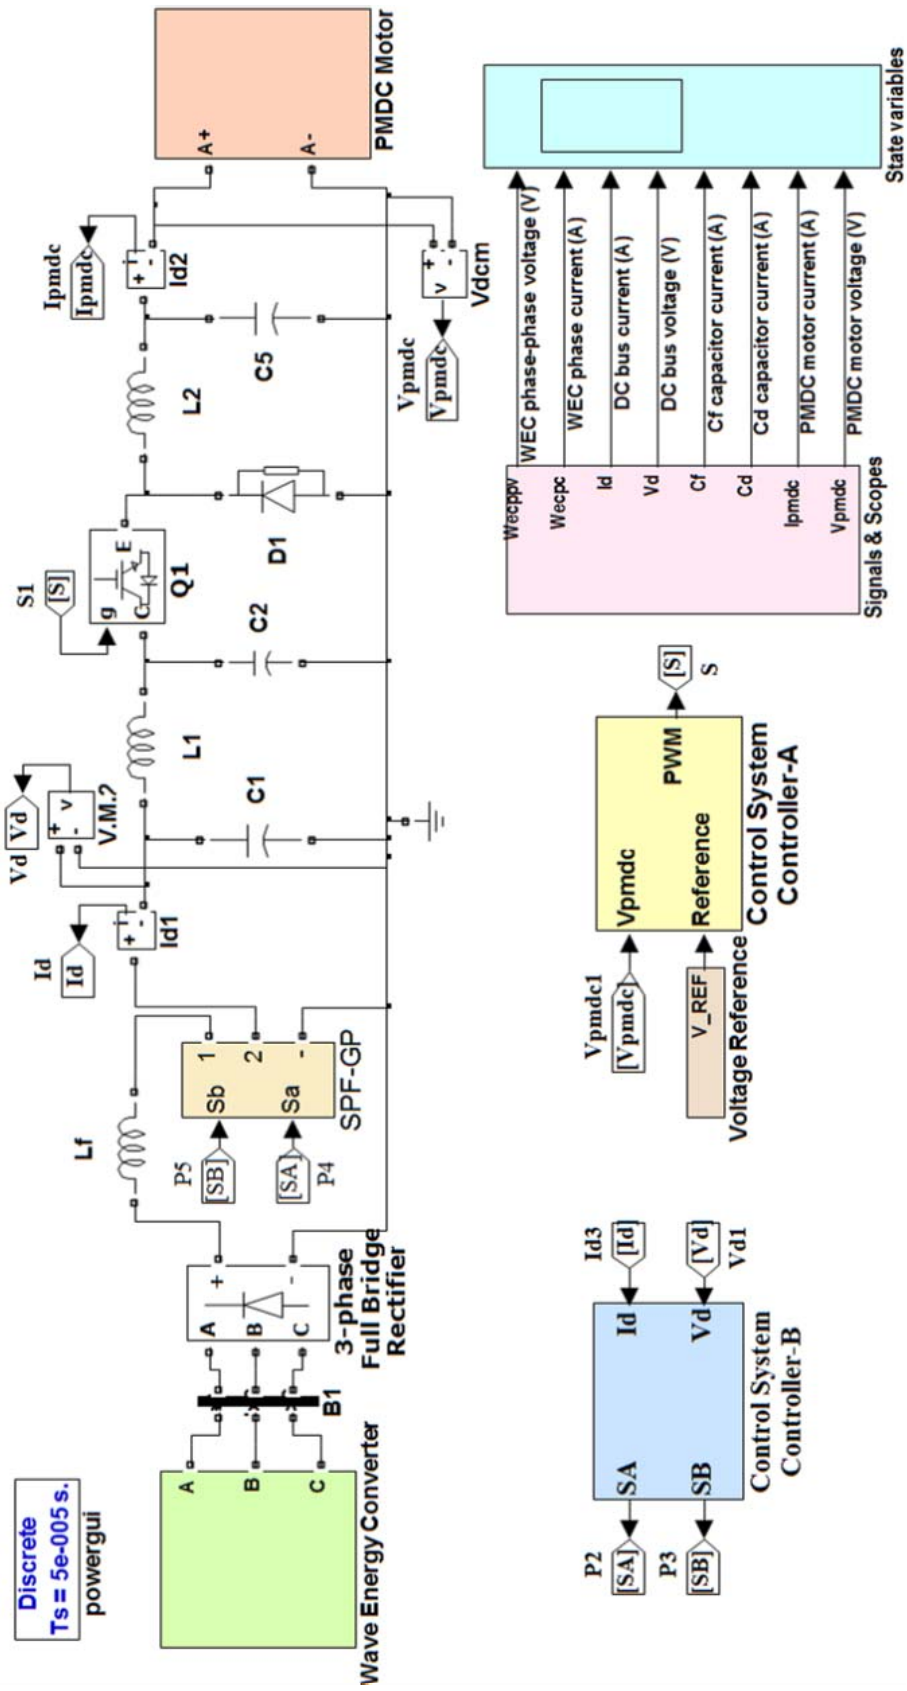 Discrete
Ts = 5e-005 s.
powergui
A
B
C
Wave Energy Converter
B1
A
B
C
+
-
3-phase
Full Bridge
Rectifier
Lf
P5
[SB]
[SA]
P4
Sb
Sa
1
2
-
SPF-GP
Id
Id
+
-
i
Id1
Vd
Vd
+
-
v
V.M.?
C1
L1
C2
S1
[S]
g
C
E
Q1
D1
L2
C5
Ipmdc
Ipmdc
+
-
i
Id2
Vpmdc
Vpmdc
+
-
v
Vdcm
A+
A-
PMDC Motor
P2
[SA]
P3
[SB]
SA
SB
Id
Vd
Id3
[Id]
[Vd]
Vd1
Control System
Controller-B
Vpmdc1
[Vpmdc]
V_REF
Voltage Reference
Vpmdc
Reference
PWM
Control System
Controller-A
[S]
S
Wecppv
Wecpc
Id
Vd
Cf
Cd
Ipmdc
Vpmdc
Signals & Scopes
WEC phase-phase voltage (V)
WEC phase current (A)
DC bus current (A)
DC bus voltage (V)
Cf capacitor current (A)
Cd capacitor current (A)
PMDC motor current (A)
PMDC motor voltage (V)
State variables